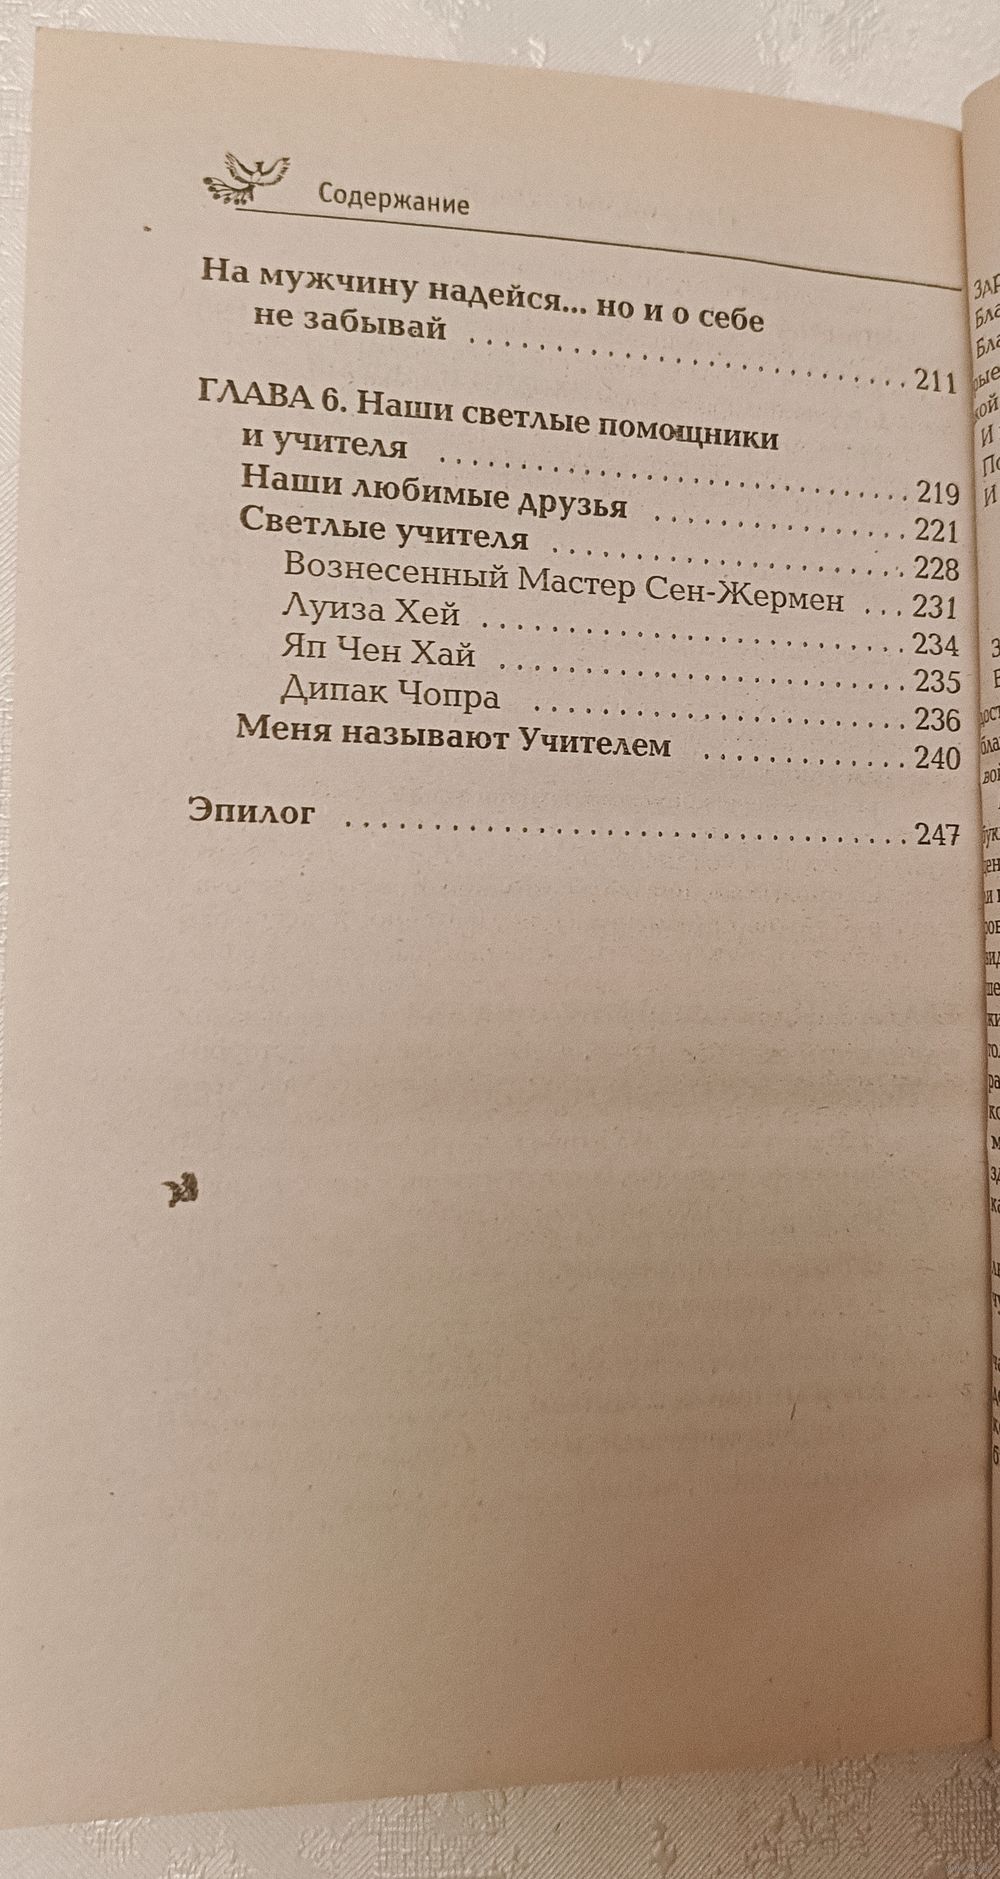 Содержание
На мужчину надейся... но и о себе
не забывай . . . . . . . . . . . . . . . . . . . . . . . . . . . . 211
ГЛАВА 6. Наши светлые помощники
и учителя . . . . . . . . . . . . . . . . . . . . . . . . . . . . . . 219
Наши любимые друзья . . . . . . . . . . . . . . . . 221
Светлые учителя . . . . . . . . . . . . . . . . . . . . . . 228
Вознесенный Мастер Сен-Жермен . . . 231
Луиза Хей . . . . . . . . . . . . . . . . . . . . . . . . . . . 234
Яп Чен Хай . . . . . . . . . . . . . . . . . . . . . . . . . . 235
Дипак Чопра . . . . . . . . . . . . . . . . . . . . . . . . 236
Меня называют Учителем . . . . . . . . . . . . . 240
Эпилог . . . . . . . . . . . . . . . . . . . . . . . . . . . . . . . . . 247